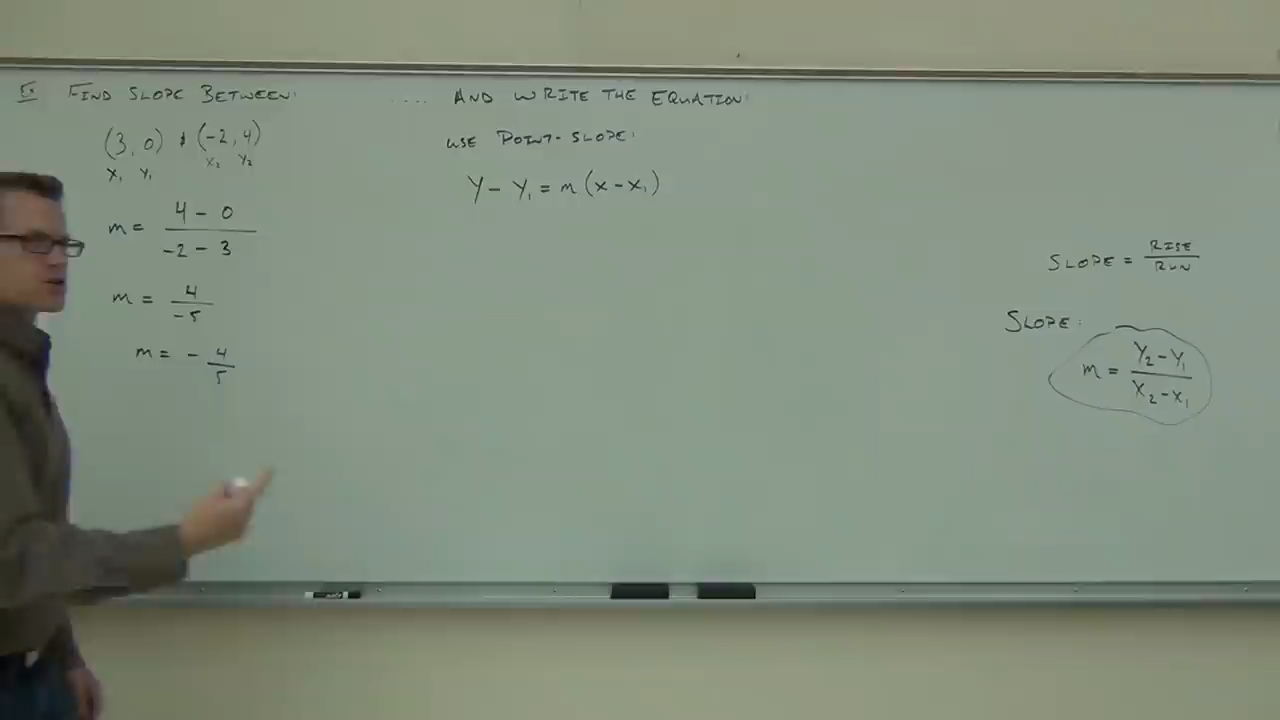 Ex FIND SLOPE BETWEEN:
(3, 0) & (-2, 4)
x₁ y₁ x₂ y₂
m = 4 - 0 / -2 - 3
m = 4 / -5
m = - 4 / 5
.... AND WRITE THE EQUATION:
USE POINT-SLOPE:
y - y₁ = m(x - x₁)
SLOPE = RISE / RUN
SLOPE:
m = y₂ - y₁ / x₂ - x₁